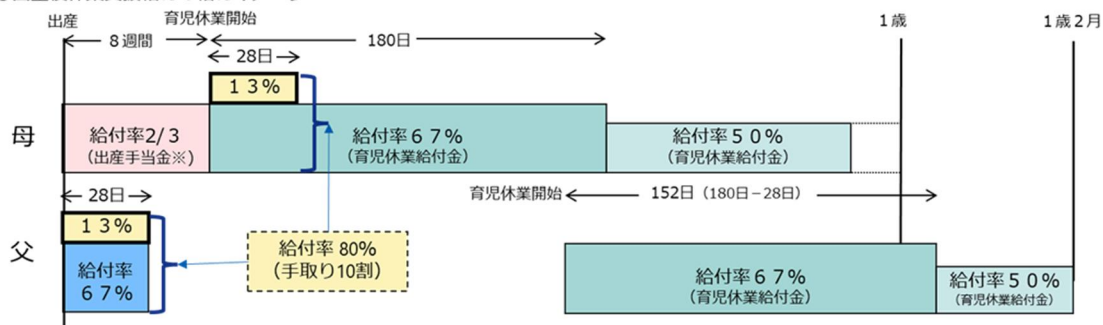 出産
育児休業開始
1歳
1歳2月
8週間
180日
28日
13%
母
給付率2/3
(出産手当金※)
給付率67%
(育児休業給付金)
給付率50%
(育児休業給付金)
28日
育児休業開始
152日(180日-28日)
13%
父
給付率
67%
給付率 80%
(手取り10割)
給付率67%
(育児休業給付金)
給付率50%
(育児休業給付金)